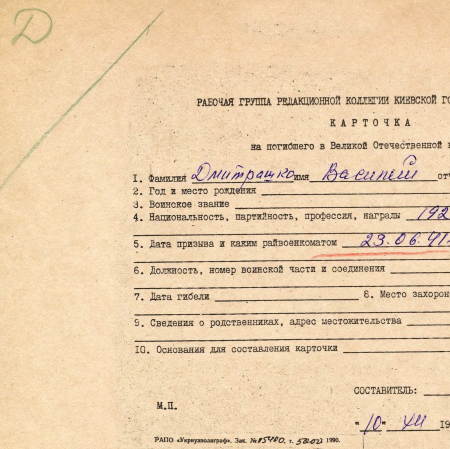 Д
РАБОЧАЯ ГРУППА РЕДАКЦИОННОЙ КОЛЛЕГИИ КИЕВСКОЙ ГО
КАРТОЧКА
на погибшего в Великой Отечественной
1. Фамилия Дмитрашко имя Василий отч
2. Год и место рождения
3. Воинское звание
4. Национальность, партийность, профессия, награды 192
5. Дата призыва и каким райвоенкоматом 23.06.41
6. Должность, номер воинской части и соединения
7. Дата гибели 8. Место захорон
9. Сведения о родственниках, адрес местожительства
10. Основания для составления карточки
СОСТАВИТЕЛЬ:
М.П.
"10" XII 19
РАПО «Укрвузполиграф». Зак. № т. 1990.